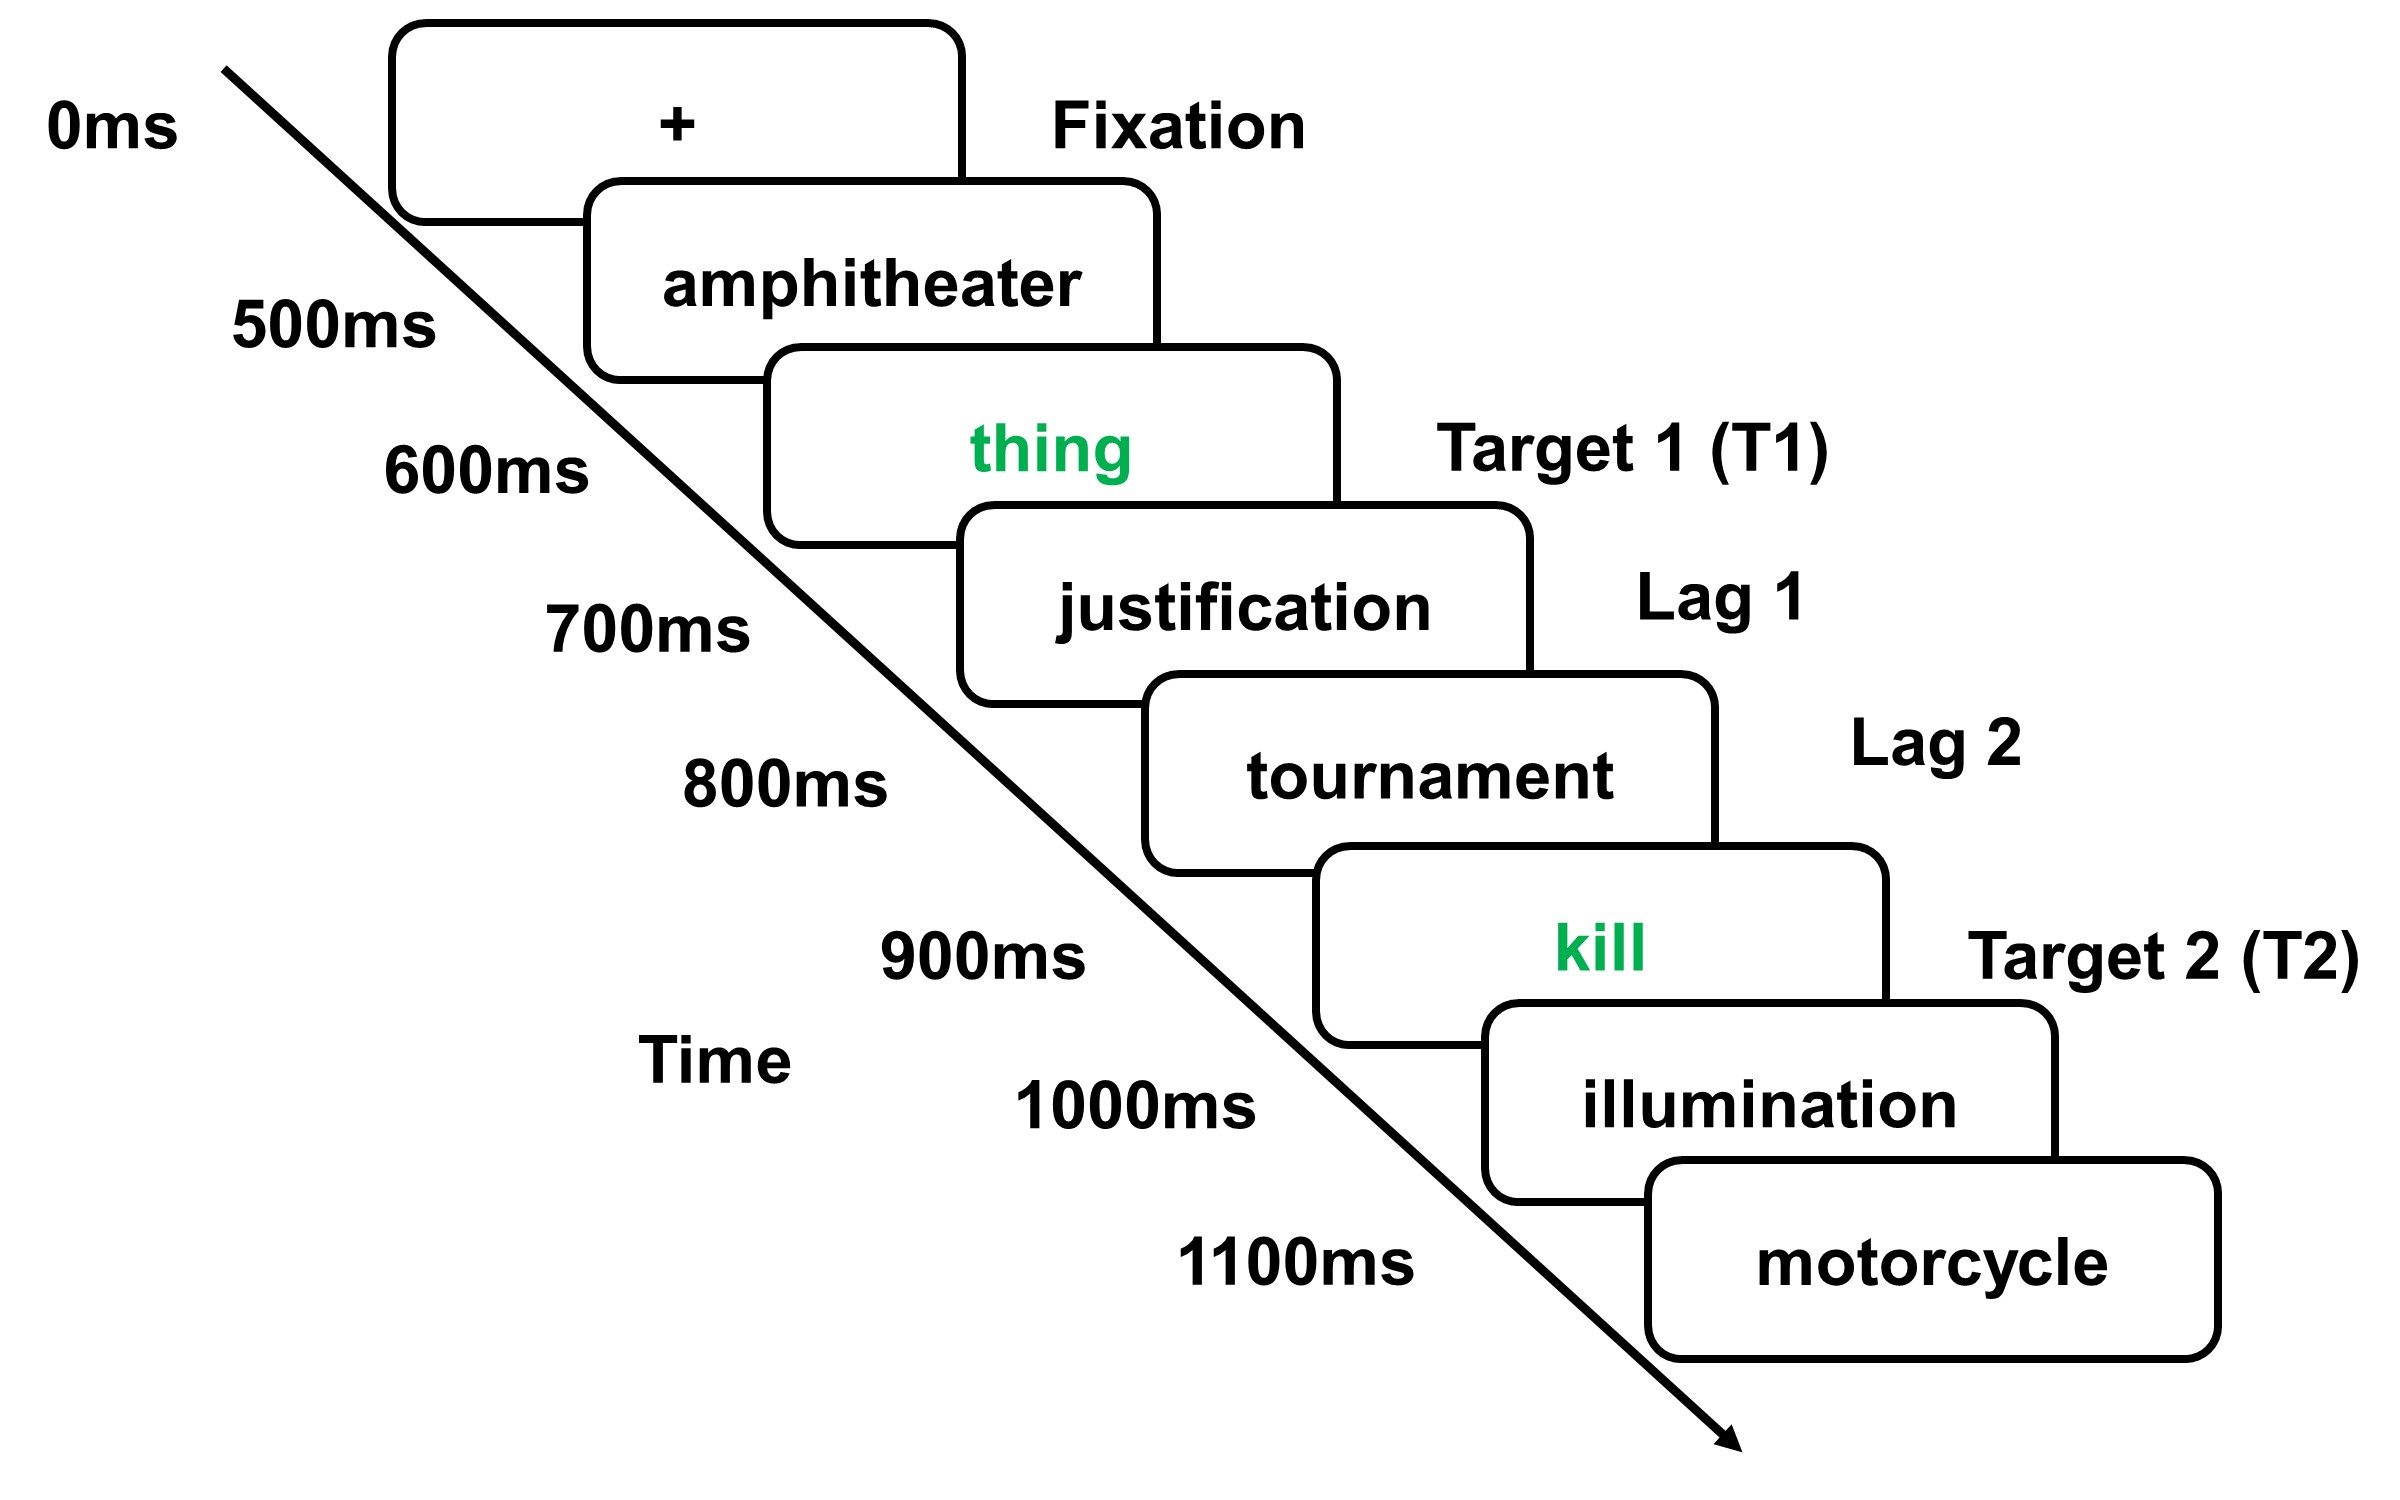 0ms
+
Fixation
500ms
amphitheater
600ms
thing
Target 1 (T1)
700ms
justification
Lag 1
800ms
tournament
Lag 2
900ms
kill
Target 2 (T2)
Time
1000ms
illumination
1100ms
motorcycle